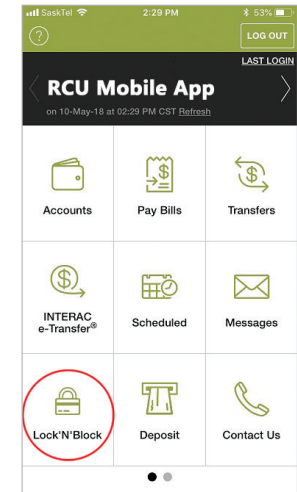 SaskTel 2:29 PM 53%
?
LOG OUT
LAST LOGIN
RCU Mobile App
on 10-May-18 at 02:29 PM CST Refresh
Accounts Pay Bills Transfers
INTERAC
e-Transfer® Scheduled Messages
Lock'N'Block Deposit Contact Us